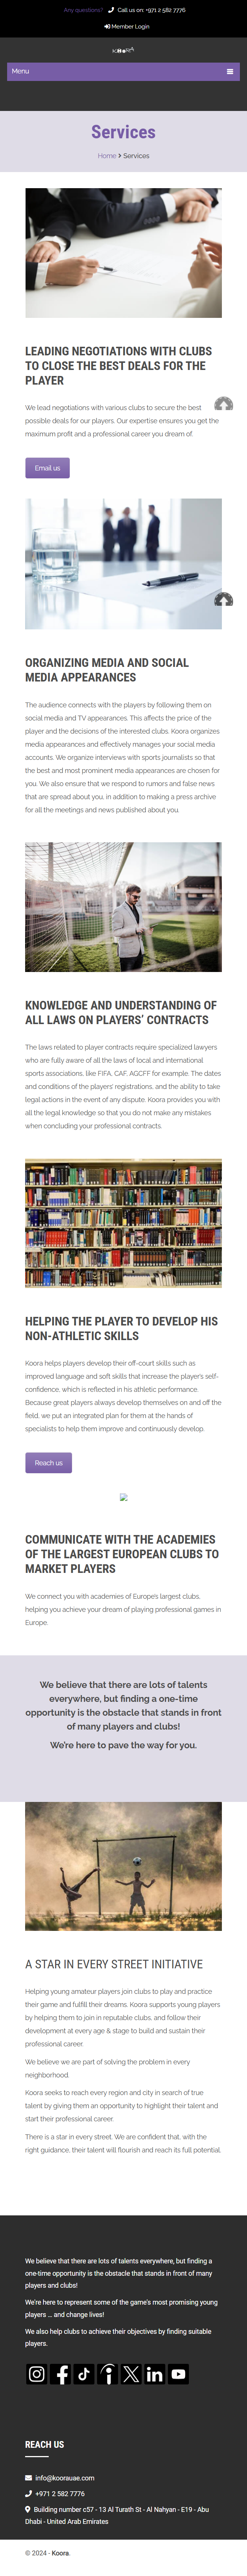 Any questions? Call us on: +971 2 582 7776
Member Login
KOORA
Menu
Services
Home > Services
LEADING NEGOTIATIONS WITH CLUBS
TO CLOSE THE BEST DEALS FOR THE
PLAYER
We lead negotiations with various clubs to secure the best
possible deals for our players. Our expertise ensures you get the
maximum profit and a professional career you dream of.
Email us
ORGANIZING MEDIA AND SOCIAL
MEDIA APPEARANCES
The audience connects with the players by following them on
social media and TV appearances. This affects the price of the
player and the decisions of the interested clubs. Koora organizes
media appearances and effectively manages your social media
accounts. We organize interviews with sports journalists so that
the best and most prominent media appearances are chosen for
you. We also ensure that we respond to rumors and false news
that are spread about you, in addition to making a press archive
for all the meetings and news published about you.
KNOWLEDGE AND UNDERSTANDING OF
ALL LAWS ON PLAYERS' CONTRACTS
The laws related to player contracts require specialized lawyers
who are fully aware of all the laws of local and international
sports associations, like FIFA, CAF, AGCFF for example. The dates
and conditions of the players' registrations, and the ability to take
legal actions in the event of any dispute. Koora provides you with
all the legal knowledge so that you do not make any mistakes
when concluding your professional contracts.
HELPING THE PLAYER TO DEVELOP HIS
NON-ATHLETIC SKILLS
Koora helps players develop their off-court skills such as
improved language and soft skills that increase the player's self-
confidence, which is reflected in his athletic performance.
Because great players always develop themselves on and off the
field, we put an integrated plan for them at the hands of
specialists to help them improve and continuously develop.
Reach us
COMMUNICATE WITH THE ACADEMIES
OF THE LARGEST EUROPEAN CLUBS TO
MARKET PLAYERS
We connect you with academies of Europe's largest clubs,
helping you achieve your dream of playing professional games in
Europe.
We believe that there are lots of talents
everywhere, but finding a one-time
opportunity is the obstacle that stands in front
of many players and clubs!
We're here to pave the way for you.
A STAR IN EVERY STREET INITIATIVE
Helping young amateur players join clubs to play and practice
their game and fulfill their dreams. Koora supports young players
by helping them to join in reputable clubs, and follow their
development at every age & stage to build and sustain their
professional career.
We believe we are part of solving the problem in every
neighborhood.
Koora seeks to reach every region and city in search of true
talent by giving them an opportunity to highlight their talent and
start their professional career.
There is a star in every street. We are confident that, with the
right guidance, their talent will flourish and reach its full potential.
We believe that there are lots of talents everywhere, but finding a
one-time opportunity is the obstacle that stands in front of many
players and clubs!
We're here to represent some of the game's most promising young
players ... and change lives!
We also help clubs to achieve their objectives by finding suitable
players.
REACH US
info@koorauae.com
+971 2 582 7776
Building number c57 - 13 Al Turath St - Al Nahyan - E19 - Abu
Dhabi - United Arab Emirates
© 2024 - Koora.